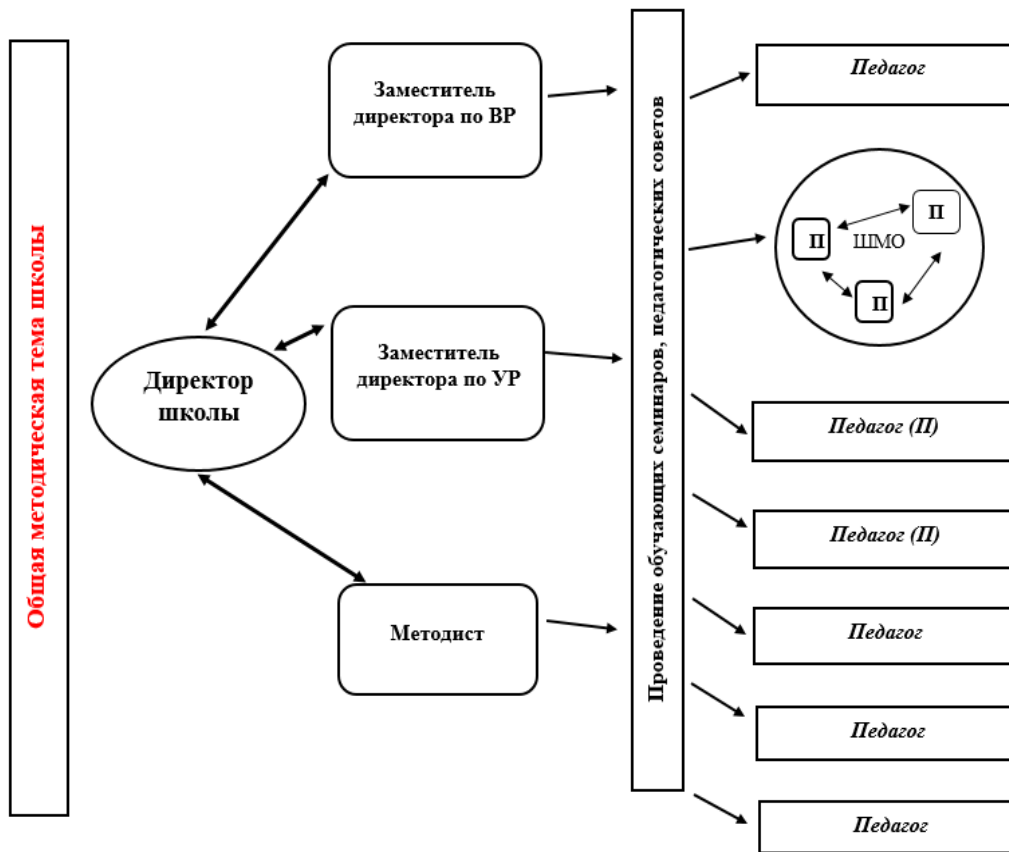 Общая методическая тема школы
Директор
школы
Заместитель
директора по ВР
Заместитель
директора по УР
Методист
Проведение обучающих семинаров, педагогических советов
Педагог
П
П
ШМО
П
Педагог (П)
Педагог (П)
Педагог
Педагог
Педагог